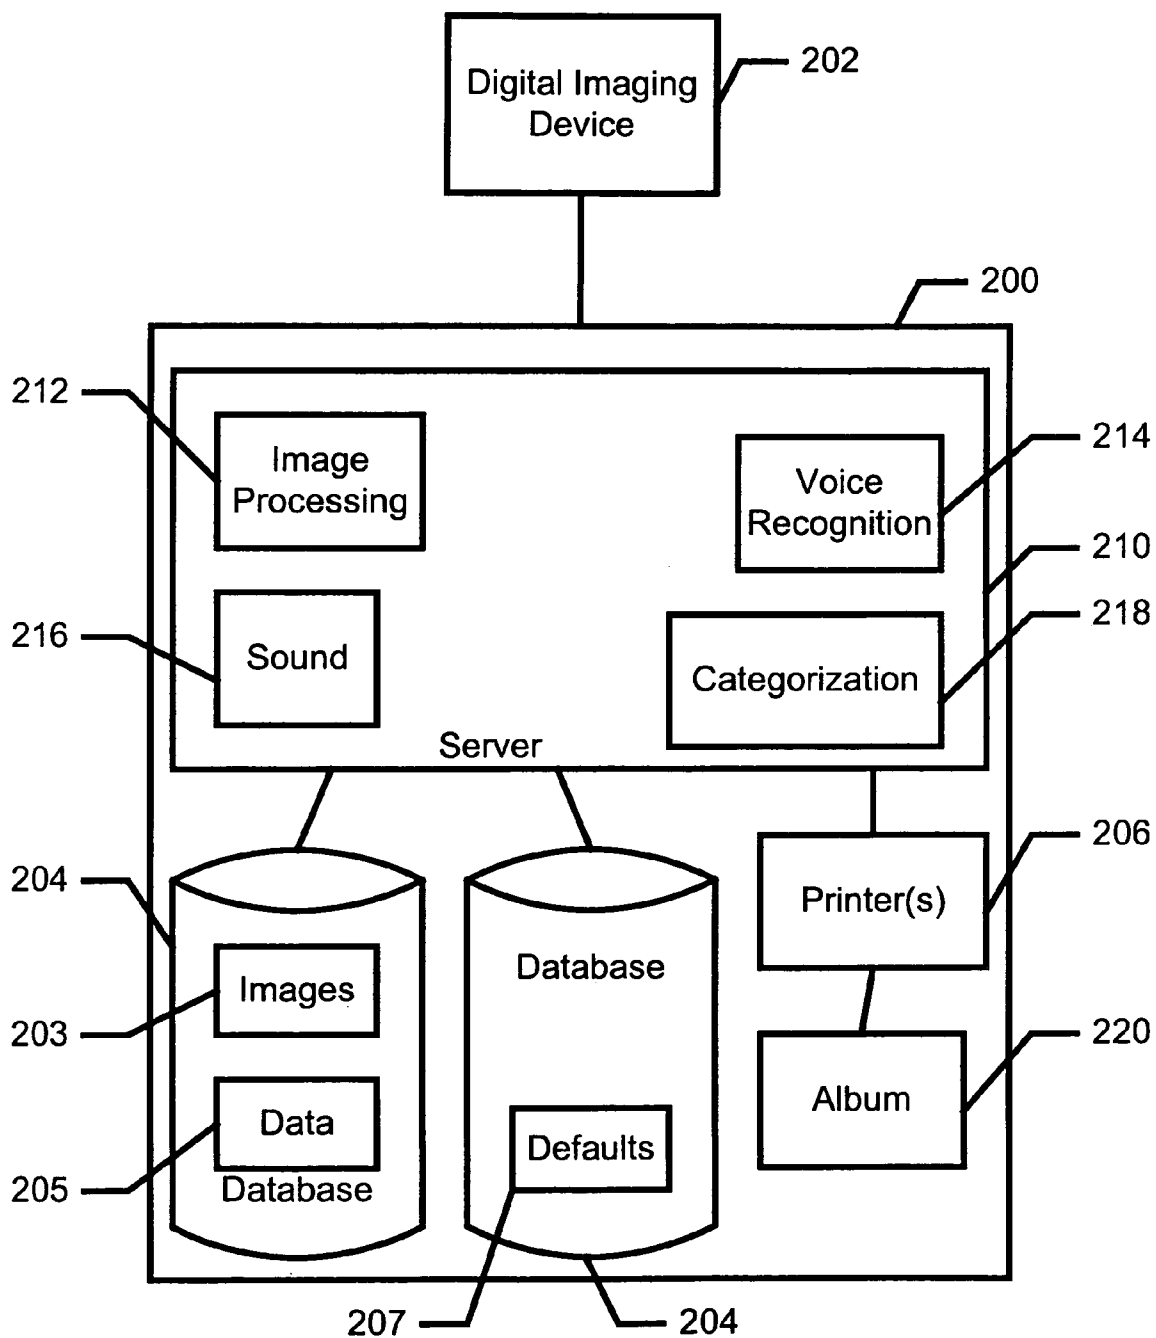 Digital Imaging
Device
202
200
212
Image
Processing
Voice
Recognition
214
210
216
Sound
Categorization
218
Server
204
Images
203
Data
205
Database
Database
Defaults
207
204
Printer(s)
206
Album
220